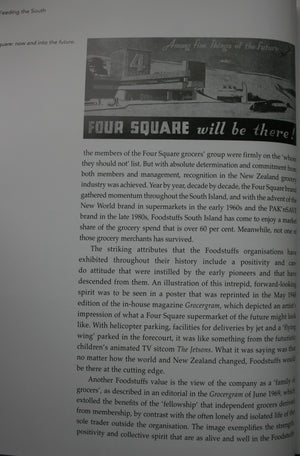 Feeding the South
quare: now and into the future.
Among Fine Things of the Future
4
FOUR SQUARE will be there!
the members of the Four Square grocers' group were firmly on the 'where
they should not' list. But with absolute determination and commitment from
both members and management, recognition in the New Zealand grocery
industry was achieved. Year by year, decade by decade, the Four Square brand
gathered momentum throughout the South Island, and with the advent of the
New World brand in supermarkets in the early 1960s and the PAK'nSAVE
brand in the late 1980s, Foodstuffs South Island has come to enjoy a market
share of the grocery spend that is over 60 per cent. Meanwhile, not one of
those grocery merchants has survived.
The striking attributes that the Foodstuffs organisations have
exhibited throughout their history include a positivity and can
do attitude that were instilled by the early pioneers and that have
descended from them. An illustration of this intrepid, forward-looking
spirit was to be seen in a poster that was reprinted in the May 194
edition of the in-house magazine Grocergram, which depicted an artist's
impression of what a Four Square supermarket of the future might look
like. With helicopter parking, facilities for deliveries by jet and a 'flying
wing' parked in the forecourt, it was like something from the futuristic
children's animated TV sitcom The Jetsons. What it was saying was that
no matter how the world and New Zealand changed, Foodstuffs would
be there at the cutting edge.
Another Foodstuffs value is the view of the company as a 'family of
grocers', as described in an editorial in the Grocergram of June 1969, which
extolled the benefits of the 'fellowship' that independent grocers derived
from membership, by contrast with the often lonely and isolated life of the
sole trader outside the organisation. The image exemplifies the strength,
positivity and collective spirit that are as alive and well in the Foodstuffs